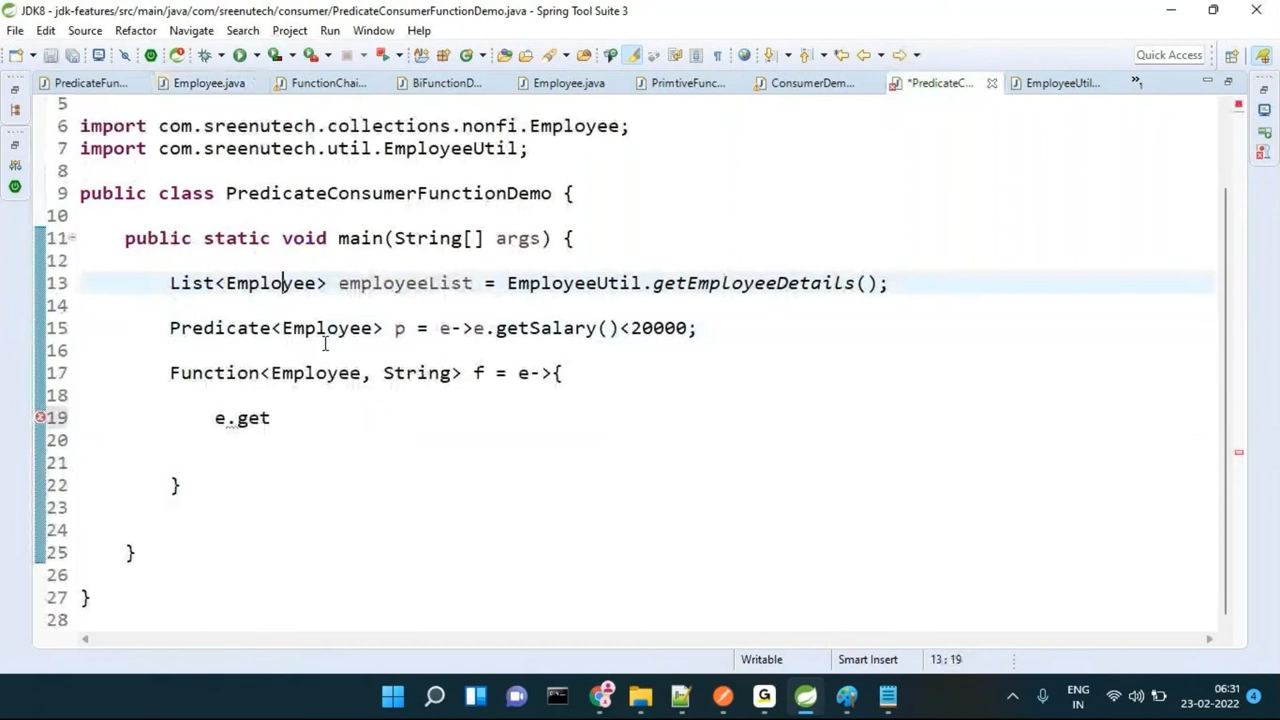 JDK8 - jdk-features/src/main/java/com/sreenutech/consumer/PredicateConsumerFunctionDemo.java - Spring Tool Suite 3
File Edit Source Refactor Navigate Search Project Run Window Help
Quick Access
PredicateFun... Employee.java FunctionChai... BiFunctionD... Employee.java PrimtiveFunc... ConsumerDem... *PredicateC... EmployeeUtil... »1
5
6 import com.sreenutech.collections.nonfi.Employee;
7 import com.sreenutech.util.EmployeeUtil;
8
9 public class PredicateConsumerFunctionDemo {
10
11 public static void main(String[] args) {
12
13 List<Employee> employeeList = EmployeeUtil.getEmployeeDetails();
14
15 Predicate<Employee> p = e->e.getSalary()<20000;
16
17 Function<Employee, String> f = e->{
18
19 e.get
20
21
22 }
23
24
25 }
26
27 }
28
Writable Smart Insert 13 : 19
ENG IN 06:31 23-02-2022 4